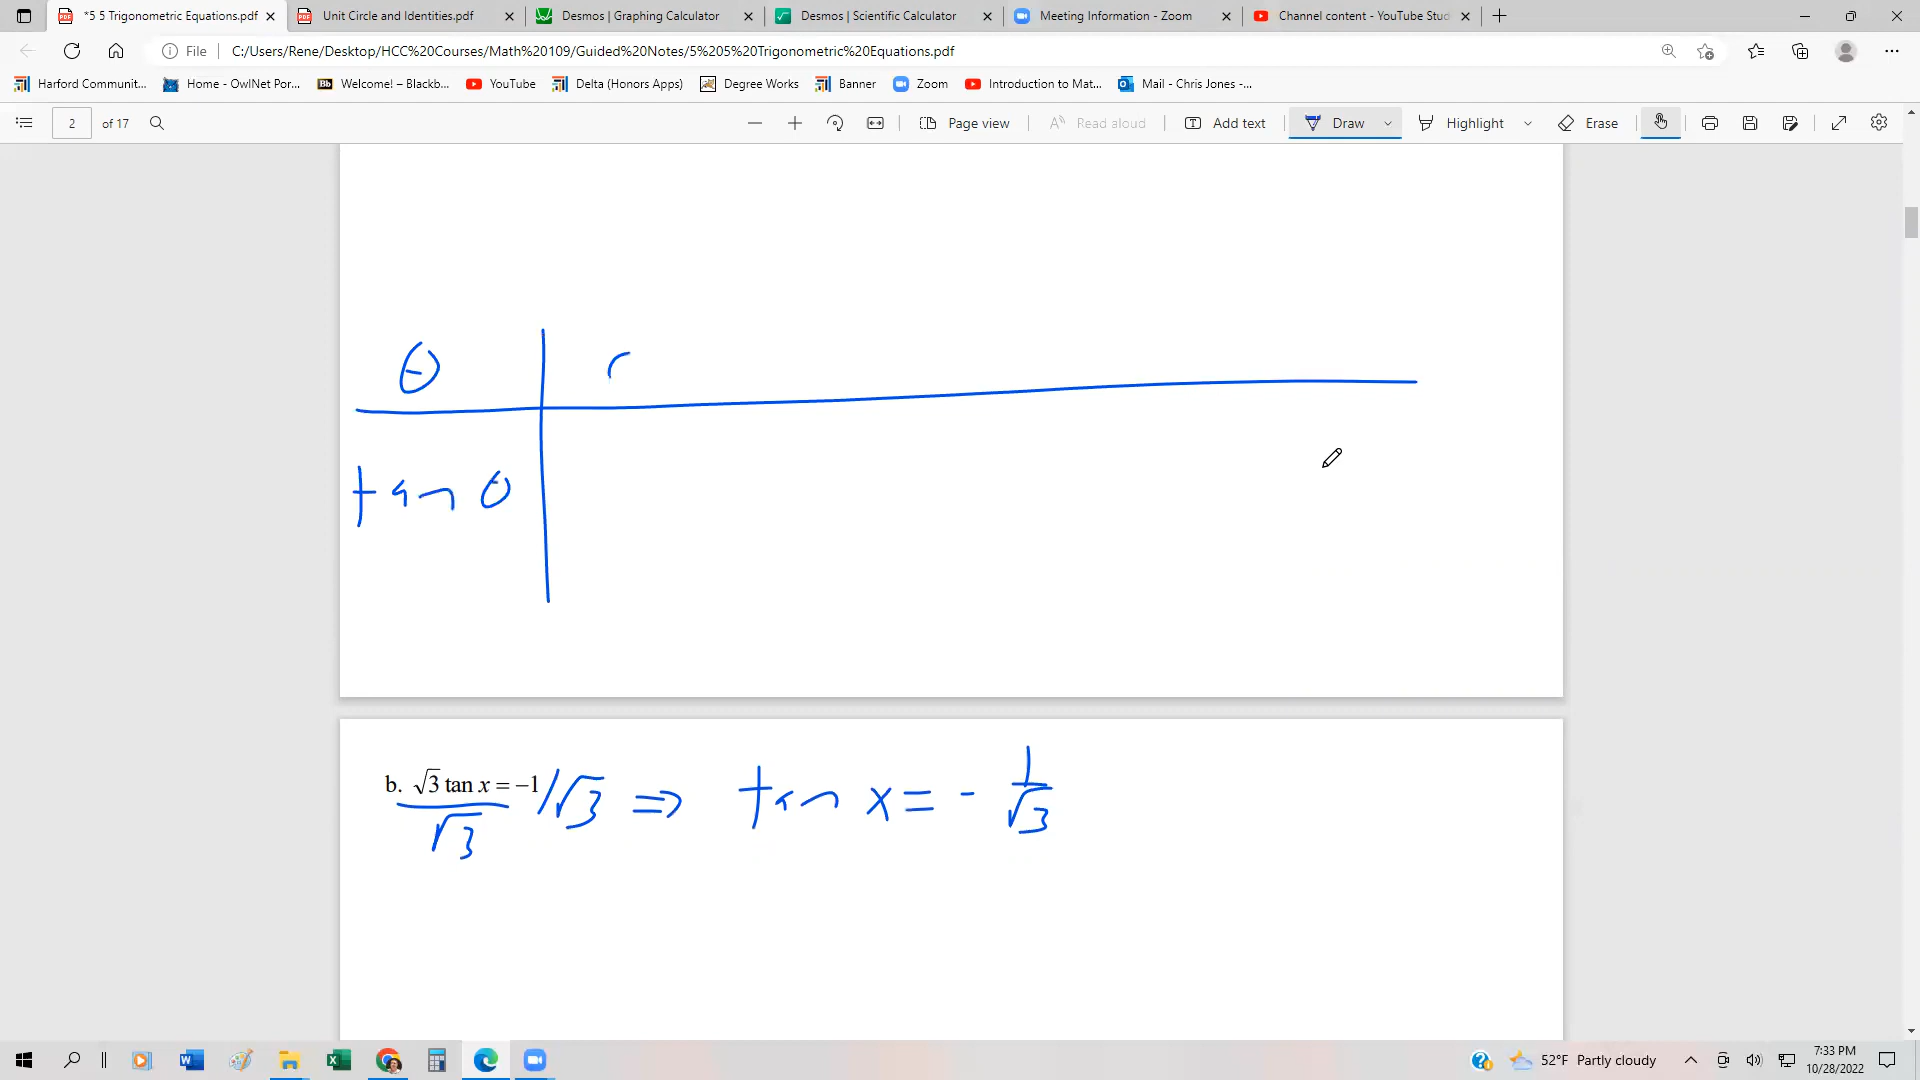 *5 5 Trigonometric Equations.pdf
Unit Circle and Identities.pdf
Desmos | Graphing Calculator
Desmos | Scientific Calculator
Meeting Information - Zoom
Channel content - YouTube Stud
File C:/Users/Rene/Desktop/HCC%20Courses/Math%20109/Guided%20Notes/5%205%20Trigonometric%20Equations.pdf
Harford Communit... Home - OwlNet Por... Welcome! – Blackb... YouTube Delta (Honors Apps) Degree Works Banner Zoom Introduction to Mat... Mail - Chris Jones -...
2 of 17 Page view Read aloud Add text Draw Highlight Erase
θ
tan θ
b. √3 tan x = −1 /√3 ⇒ tan x = - 1/√3
√3
52°F Partly cloudy
7:33 PM
10/28/2022